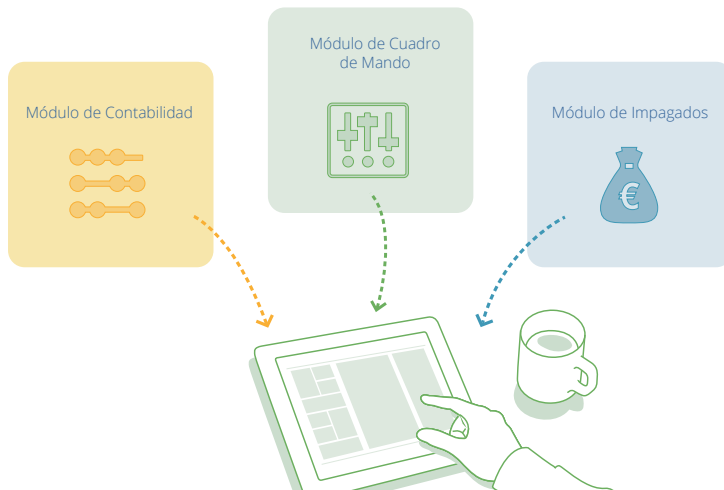 Módulo de Contabilidad
Módulo de Cuadro
de Mando
Módulo de Impagados
€